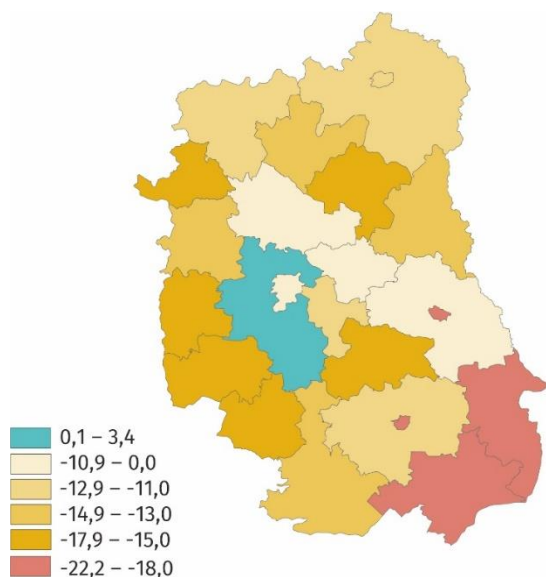 0,1 – 3,4
-10,9 – 0,0
-12,9 – -11,0
-14,9 – -13,0
-17,9 – -15,0
-22,2 – -18,0